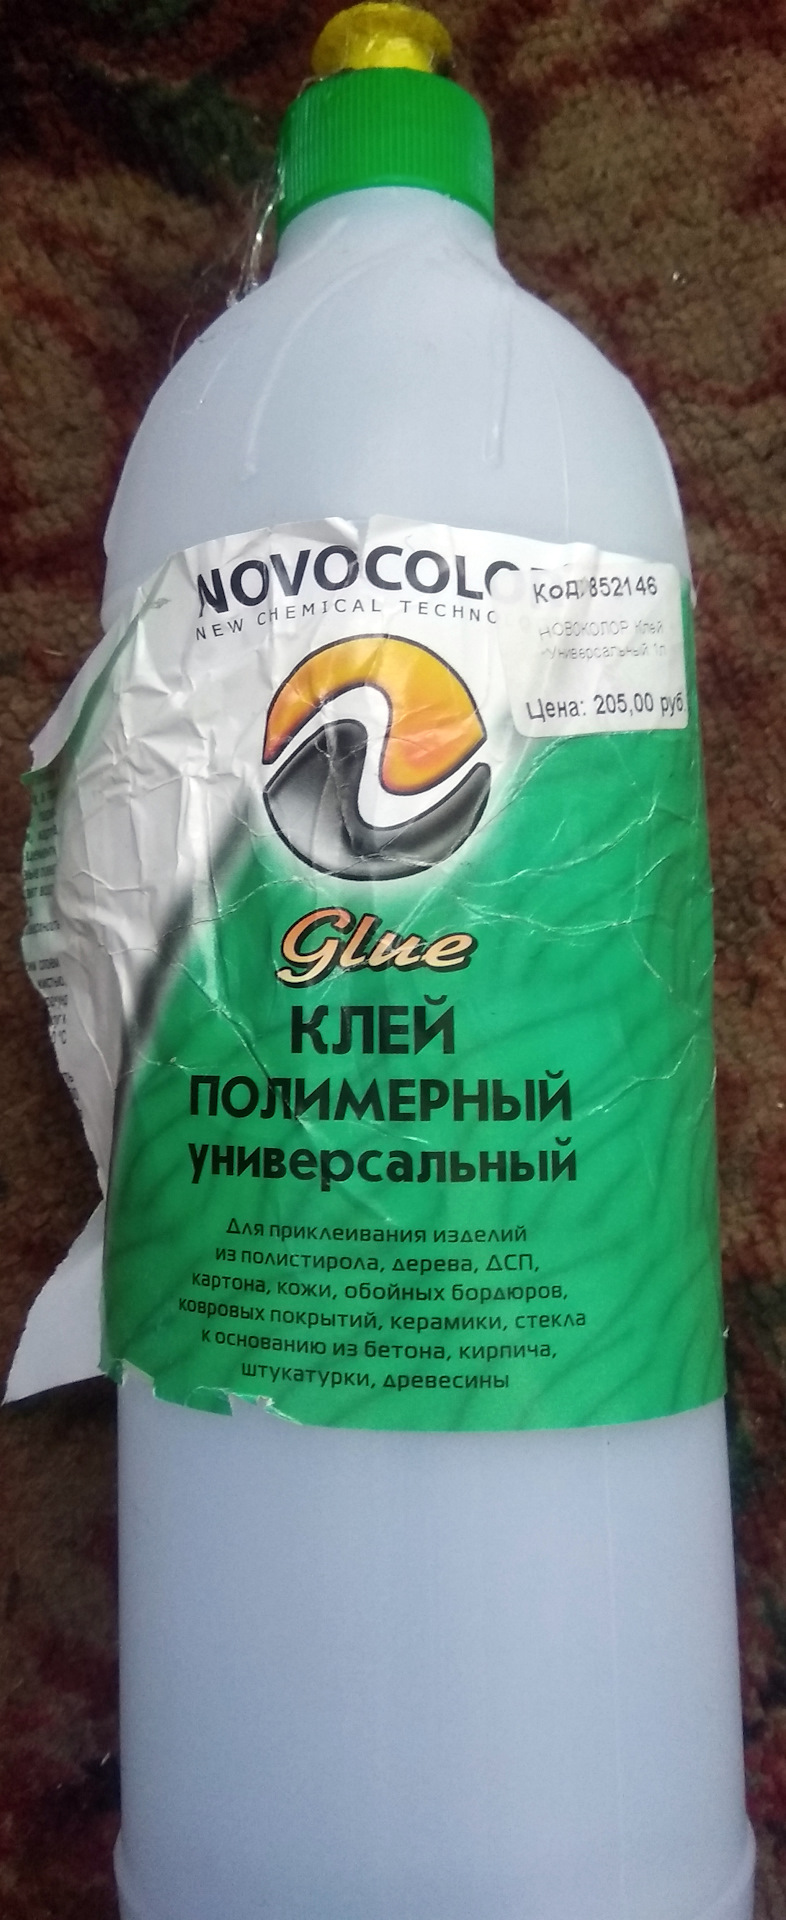 NOVOCOLO
NEW CHEMICAL TECHNO
Код: 852146
НОВОКОЛОР Клей
"Универсальный 1л
Цена: 205,00 руб
Glue
КЛЕЙ
ПОЛИМЕРНЫЙ
универсальный
Для приклеивания изделий
из полистирола, дерева, ДСП,
картона, кожи, обойных бордюров,
ковровых покрытий, керамики, стекла
к основанию из бетона, кирпича,
штукатурки, древесины